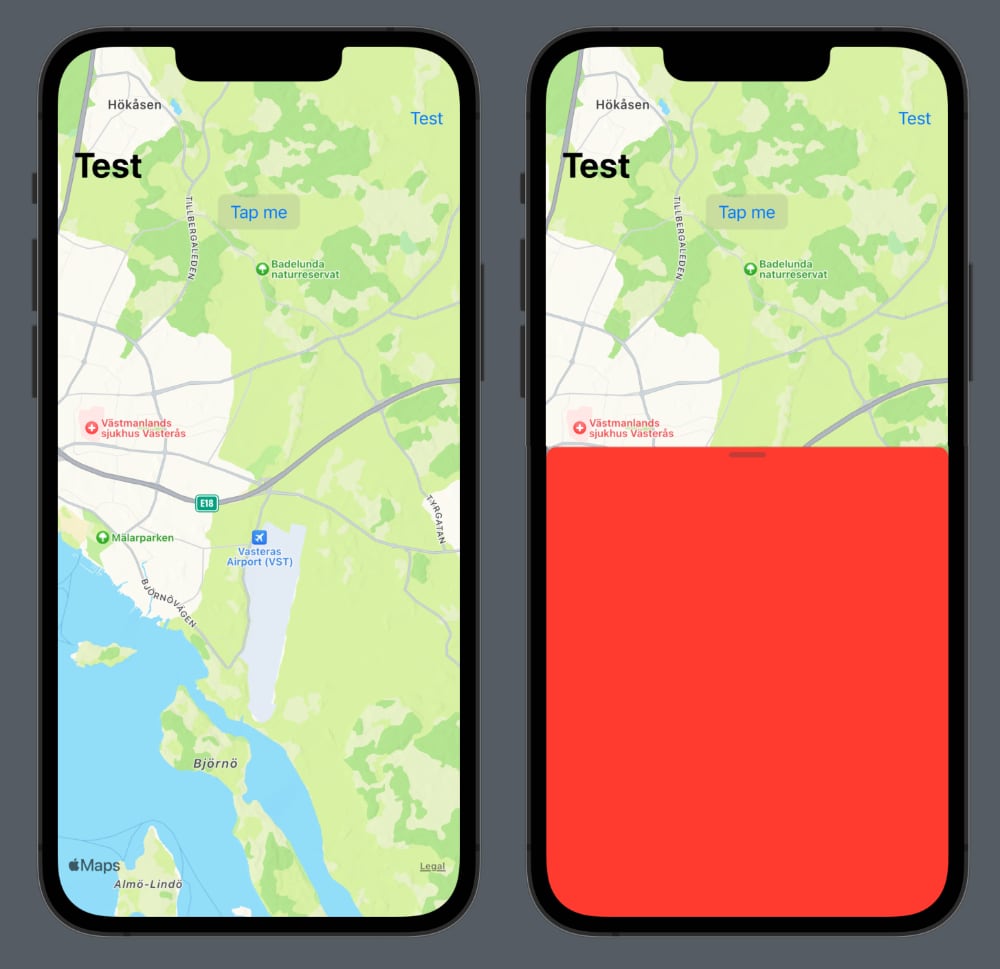 Hökåsen
Test
Test
Tap me
TILLBERGALEDEN
Badelunda
naturreservat
Västmanlands
sjukhus Västerås
E18
TYRGATAN
Mälarparken
Vasteras
Airport (VST)
BJÖRNÖVÄGEN
Björnö
Maps
Legal
Almö-Lindö
Hökåsen
Test
Test
Tap me
TILLBERGALEDEN
Badelunda
naturreservat
Västmanlands
sjukhus Västerås